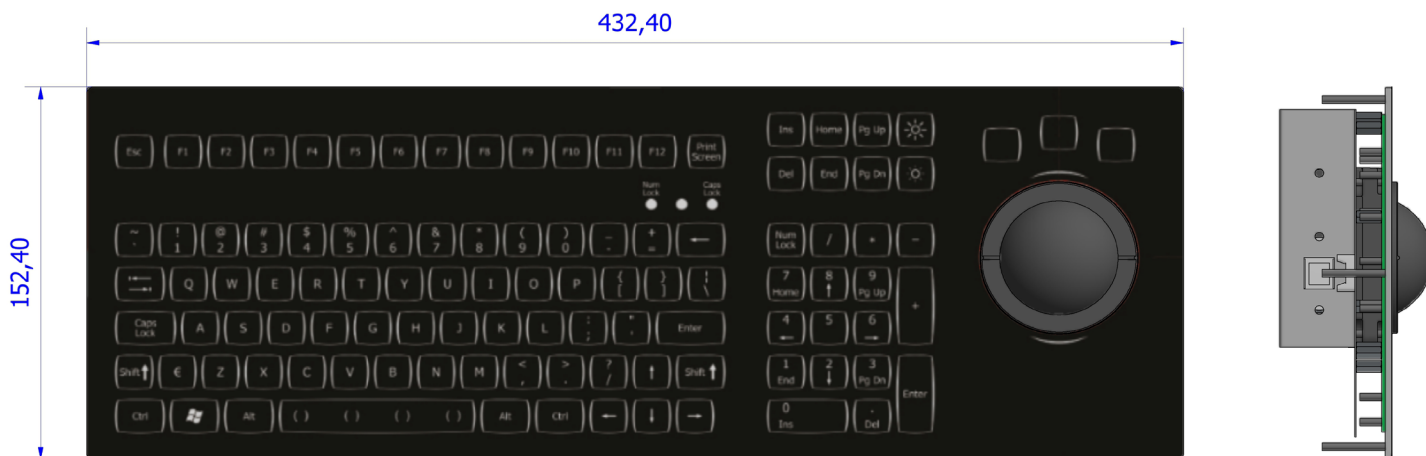 432,40
152,40
Esc F1 F2 F3 F4 F5 F6 F7 F8 F9 F10 F11 F12 Print Screen
Ins Home Pg Up
Del End Pg Dn
Num Lock Caps Lock
~ ! @ # $ % ^ & * ( ) _ +
` 1 2 3 4 5 6 7 8 9 0 - = ←
Num Lock / * -
Q W E R T Y U I O P { [ } ] ¦ \
7 Home 8 ↑ 9 Pg Up +
Caps Lock A S D F G H J K L : ; " ' Enter
4 ← 5 6 →
Shift ↑ € Z X C V B N M < , > . ? / ↑ Shift ↑
1 End 2 ↓ 3 Pg Dn Enter
Ctrl Alt ( ) ( ) ( ) ( ) Alt Ctrl ← ↓ →
0 Ins . Del